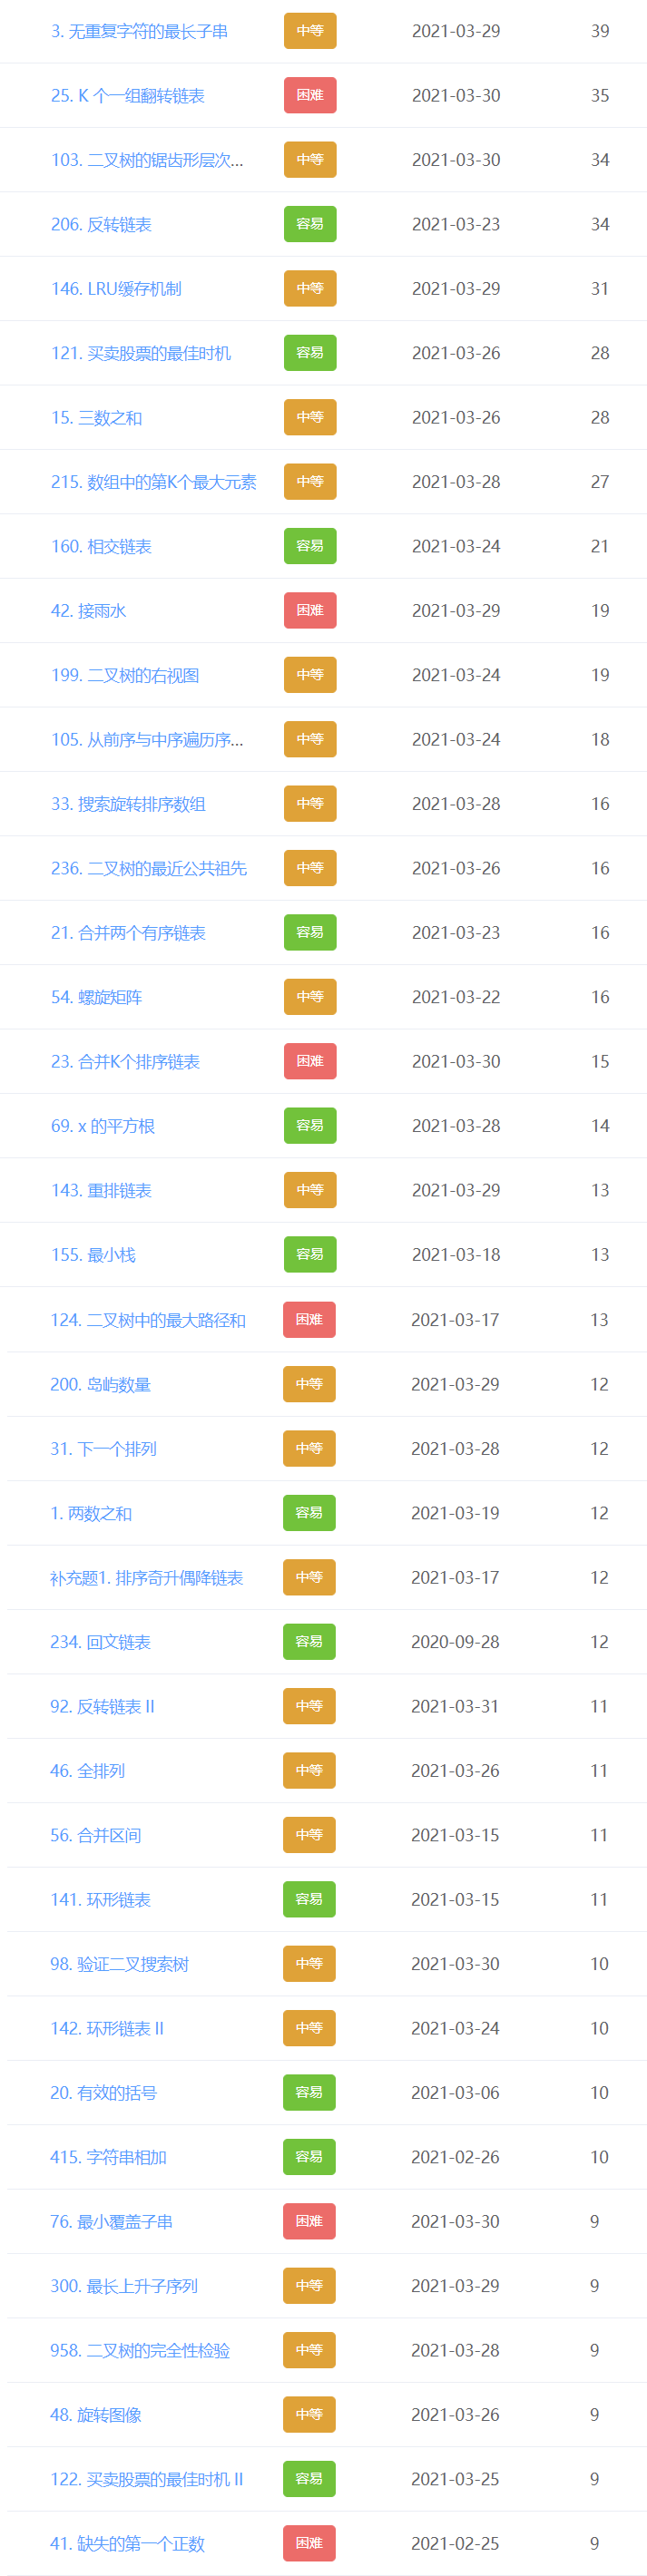 3. 无重复字符的最长子串 中等 2021-03-29 39
25. K 个一组翻转链表 困难 2021-03-30 35
103. 二叉树的锯齿形层次... 中等 2021-03-30 34
206. 反转链表 容易 2021-03-23 34
146. LRU缓存机制 中等 2021-03-29 31
121. 买卖股票的最佳时机 容易 2021-03-26 28
15. 三数之和 中等 2021-03-26 28
215. 数组中的第K个最大元素 中等 2021-03-28 27
160. 相交链表 容易 2021-03-24 21
42. 接雨水 困难 2021-03-29 19
199. 二叉树的右视图 中等 2021-03-24 19
105. 从前序与中序遍历序... 中等 2021-03-24 18
33. 搜索旋转排序数组 中等 2021-03-28 16
236. 二叉树的最近公共祖先 中等 2021-03-26 16
21. 合并两个有序链表 容易 2021-03-23 16
54. 螺旋矩阵 中等 2021-03-22 16
23. 合并K个排序链表 困难 2021-03-30 15
69. x 的平方根 容易 2021-03-28 14
143. 重排链表 中等 2021-03-29 13
155. 最小栈 容易 2021-03-18 13
124. 二叉树中的最大路径和 困难 2021-03-17 13
200. 岛屿数量 中等 2021-03-29 12
31. 下一个排列 中等 2021-03-28 12
1. 两数之和 容易 2021-03-19 12
补充题1. 排序奇升偶降链表 中等 2021-03-17 12
234. 回文链表 容易 2020-09-28 12
92. 反转链表 II 中等 2021-03-31 11
46. 全排列 中等 2021-03-26 11
56. 合并区间 中等 2021-03-15 11
141. 环形链表 容易 2021-03-15 11
98. 验证二叉搜索树 中等 2021-03-30 10
142. 环形链表 II 中等 2021-03-24 10
20. 有效的括号 容易 2021-03-06 10
415. 字符串相加 容易 2021-02-26 10
76. 最小覆盖子串 困难 2021-03-30 9
300. 最长上升子序列 中等 2021-03-29 9
958. 二叉树的完全性检验 中等 2021-03-28 9
48. 旋转图像 中等 2021-03-26 9
122. 买卖股票的最佳时机 II 容易 2021-03-25 9
41. 缺失的第一个正数 困难 2021-02-25 9